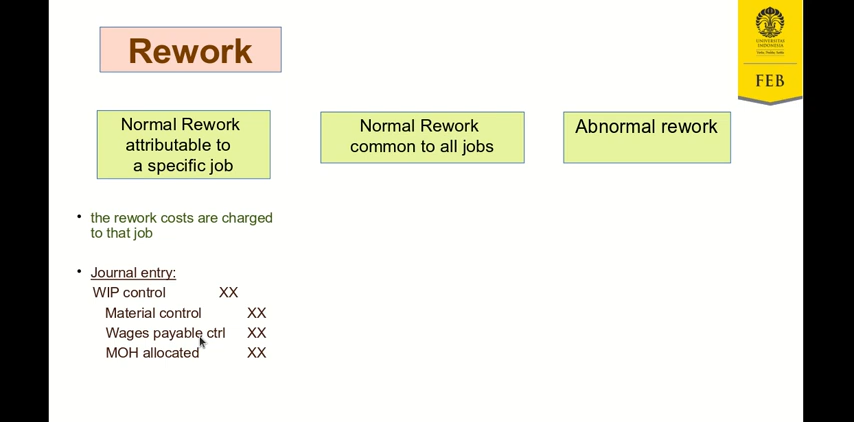 Rework
UNIVERSITAS
INDONESIA
FEB
Normal Rework
attributable to
a specific job
Normal Rework
common to all jobs
Abnormal rework
• the rework costs are charged
to that job
• Journal entry:
WIP control XX
Material control XX
Wages payable ctrl XX
MOH allocated XX